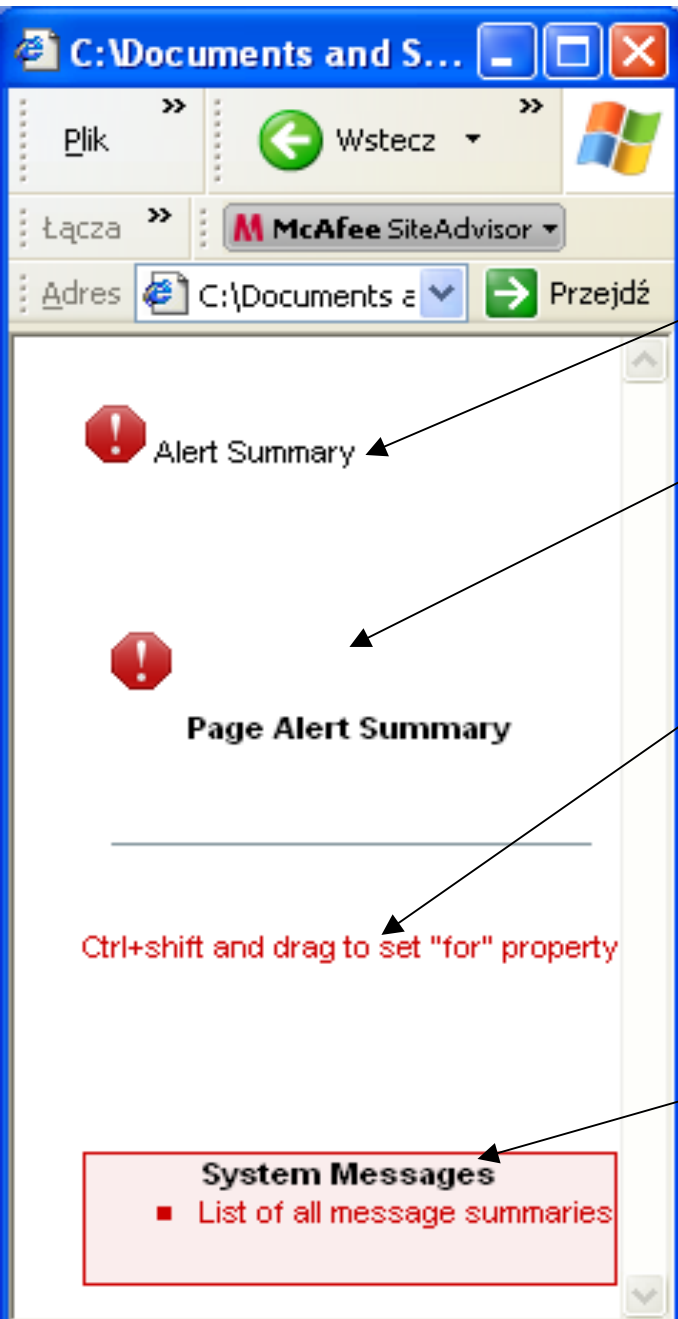 C:\Documents and S...
Plik » Wstecz »
Łącza » McAfee SiteAdvisor
Adres C:\Documents a Przejdź
Alert Summary
Page Alert Summary
Ctrl+shift and drag to set "for" property
System Messages
List of all message summaries